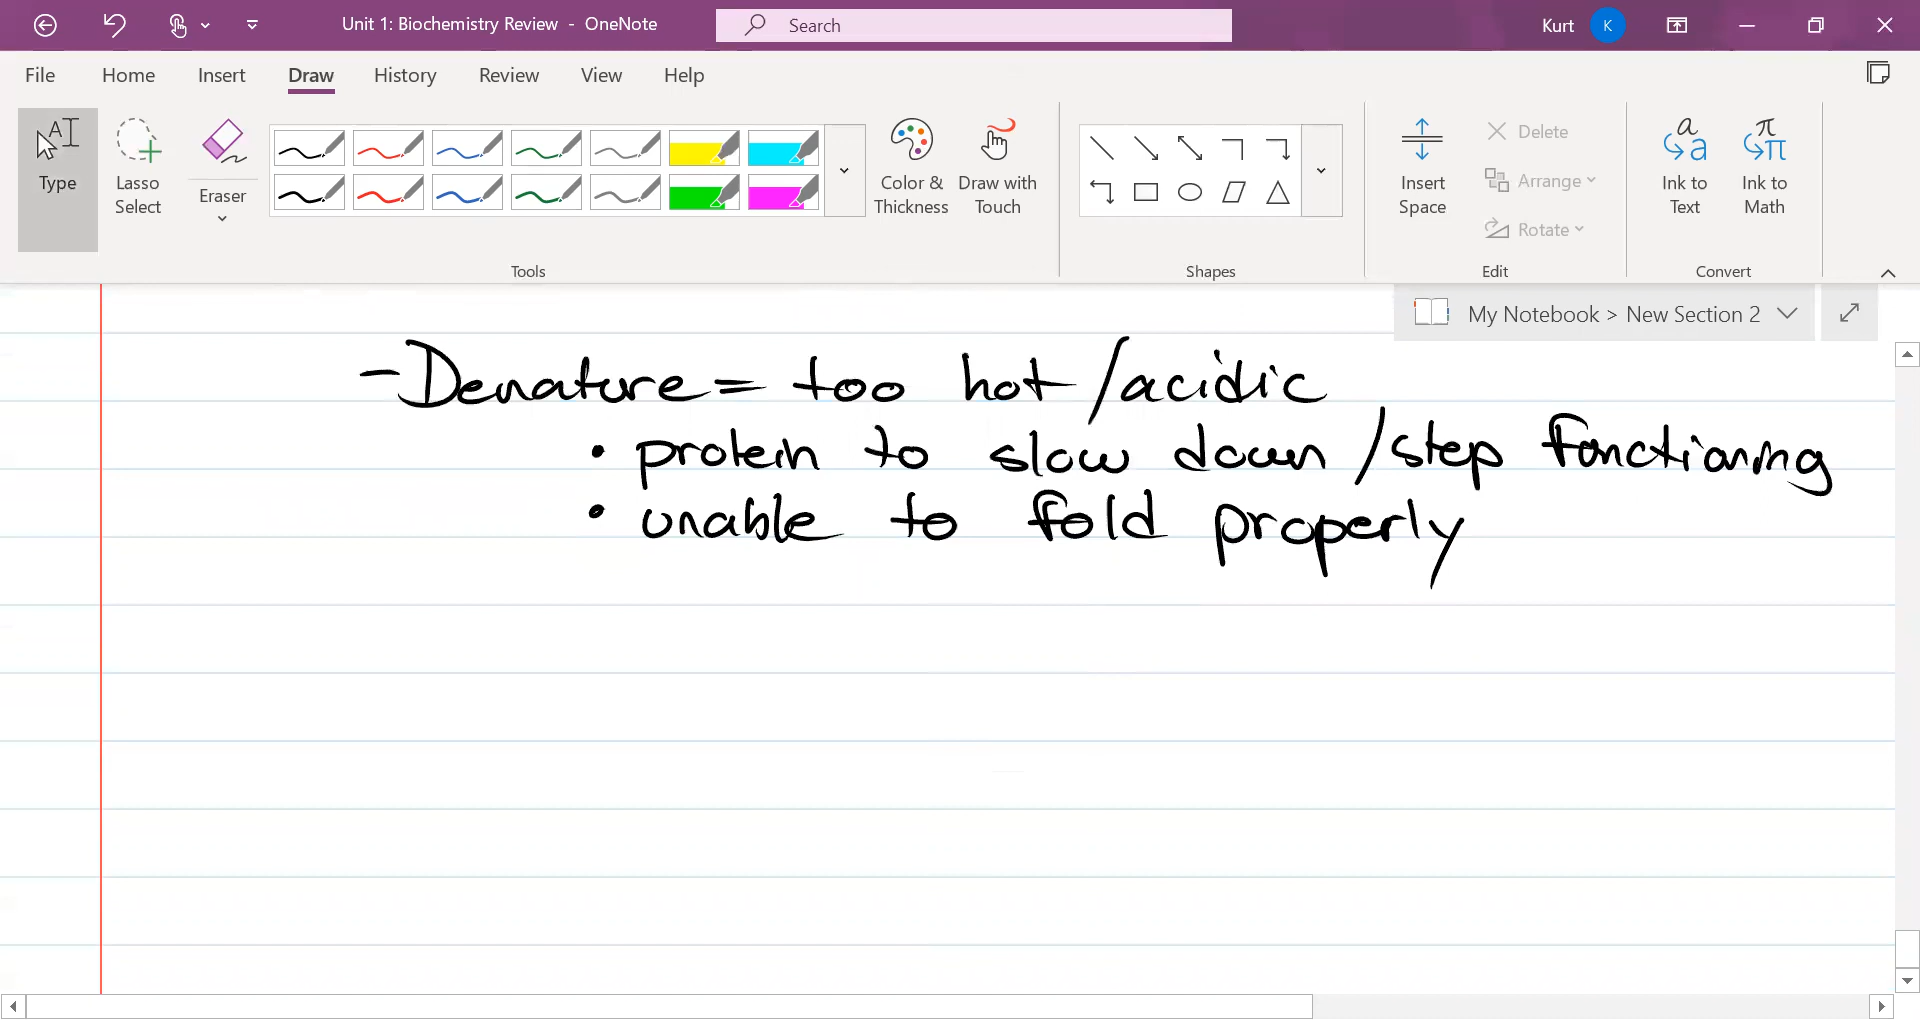 Unit 1: Biochemistry Review - OneNote
Search
Kurt
K
File Home Insert Draw History Review View Help
Type
Lasso Select
Eraser
Color & Thickness
Draw with Touch
Insert Space
Delete
Arrange
Rotate
Ink to Text
Ink to Math
Tools
Shapes
Edit
Convert
My Notebook > New Section 2
- Denature = too hot /acidic
• protein to slow down /stop functioning
• unable to fold properly